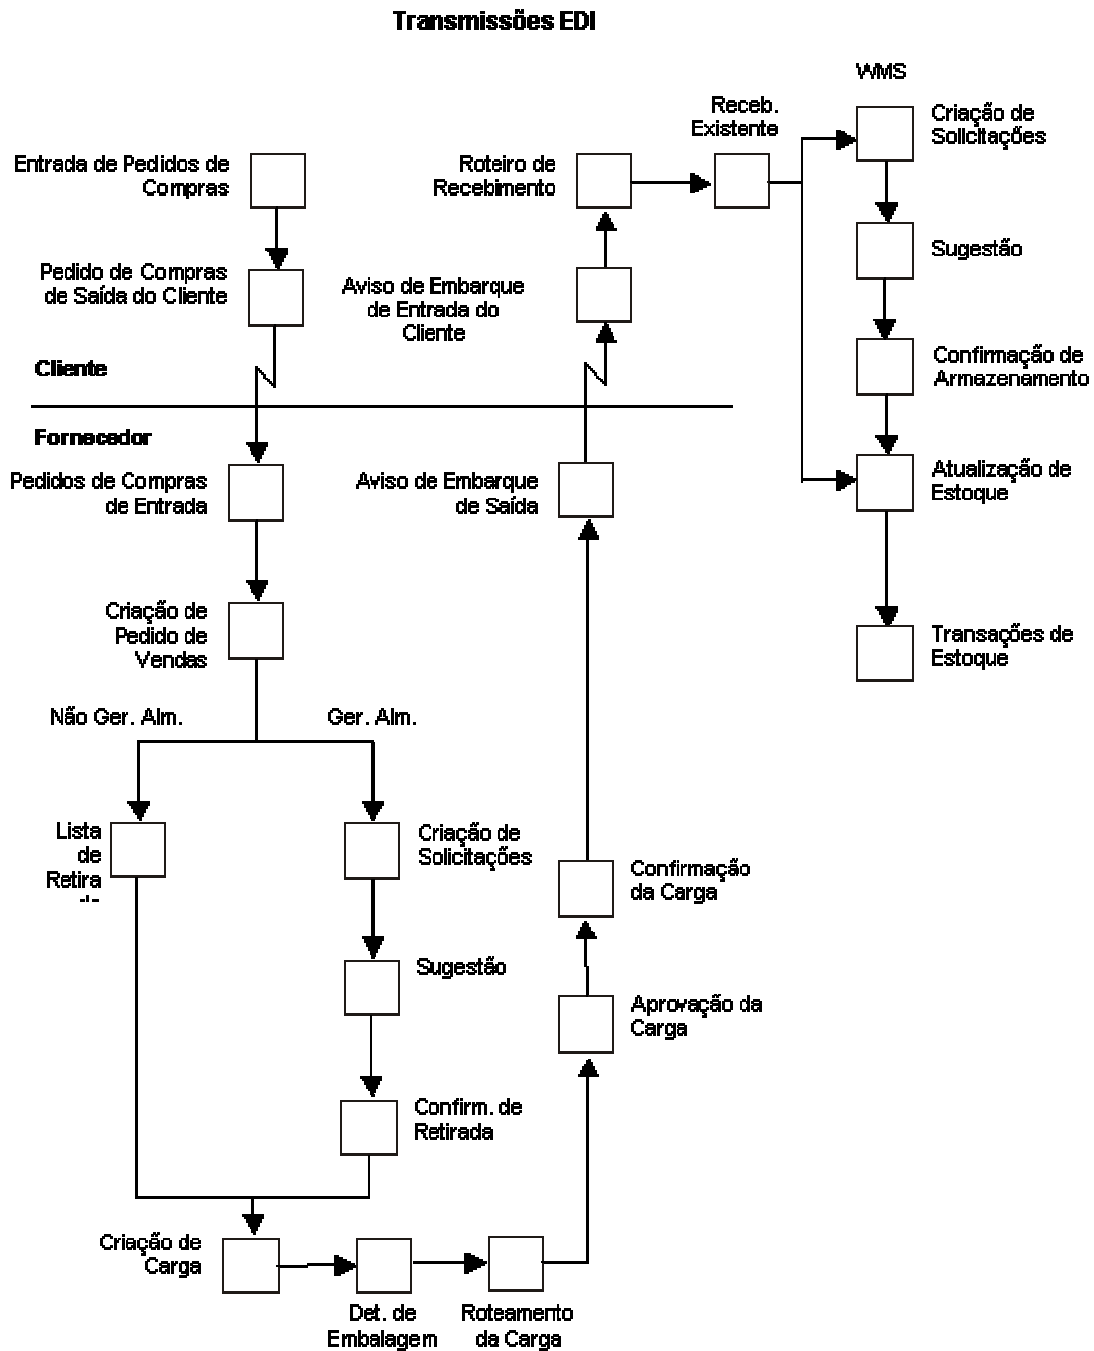 Transmissões EDI
WMS
Receb.
Existente
Criação de
Solicitações
Entrada de Pedidos de
Compras
Roteiro de
Recebimento
Sugestão
Pedido de Compras
de Saída do Cliente
Aviso de Embarque
de Entrada do
Cliente
Confirmação de
Armazenamento
Cliente
Fornecedor
Pedidos de Compras
de Entrada
Aviso de Embarque
de Saída
Atualização de
Estoque
Criação de
Pedido de
Vendas
Transações de
Estoque
Não Ger. Alm.
Ger. Alm.
Lista
de
Retira
Criação de
Solicitações
Confirmação
da Carga
Sugestão
Aprovação da
Carga
Confirm. de
Retirada
Criação de
Carga
Det. de
Embalagem
Roteamento
da Carga